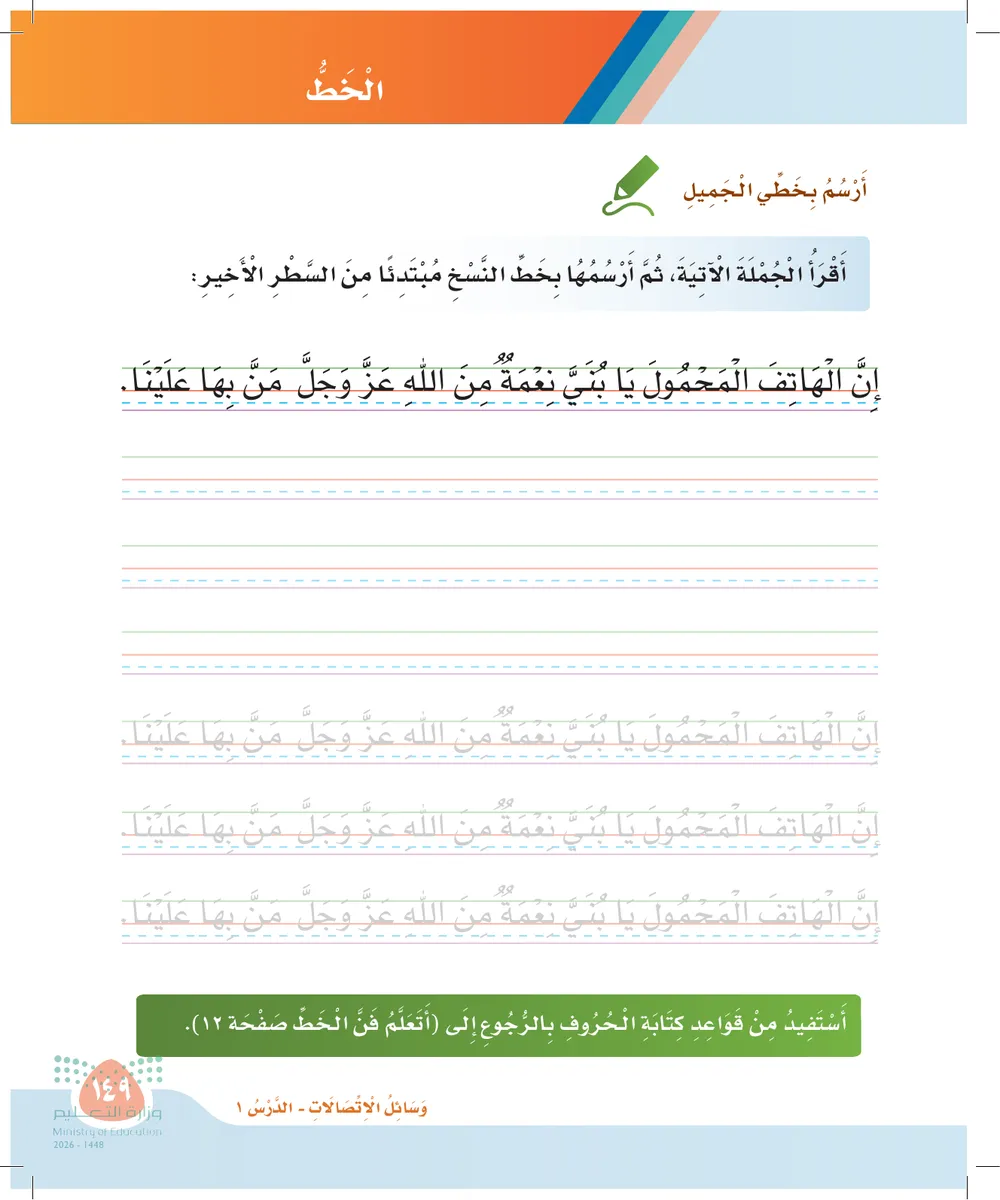 الْخَطُّ
أَرْسُمُ بِخَطِّي الْجَمِيلِ
أَقْرَأُ الْجُمْلَةَ الْآتِيَةَ، ثُمَّ أَرْسُمُهَا بِخَطِّ النَّسْخِ مُبْتَدِئًا مِنَ السَّطْرِ الْأَخِيرِ:
إِنَّ الْهَاتِفَ الْمَحْمُولَ يَا بُنَيَّ نِعْمَةٌ مِنَ اللهِ عَزَّ وَجَلَّ مَنَّ بِهَا عَلَيْنَا.
إِنَّ الْهَاتِفَ الْمَحْمُولَ يَا بُنَيَّ نِعْمَةٌ مِنَ اللهِ عَزَّ وَجَلَّ مَنَّ بِهَا عَلَيْنَا.
إِنَّ الْهَاتِفَ الْمَحْمُولَ يَا بُنَيَّ نِعْمَةٌ مِنَ اللهِ عَزَّ وَجَلَّ مَنَّ بِهَا عَلَيْنَا.
إِنَّ الْهَاتِفَ الْمَحْمُولَ يَا بُنَيَّ نِعْمَةٌ مِنَ اللهِ عَزَّ وَجَلَّ مَنَّ بِهَا عَلَيْنَا.
أَسْتَفِيدُ مِنْ قَوَاعِدِ كِتَابَةِ الْحُرُوفِ بِالرُّجُوعِ إِلَى (أَتَعَلَّمُ فَنَّ الْخَطِّ صَفْحَة ١٢).
وَسَائِلُ الْاتِّصَالَاتِ - الدَّرْسُ ١
١٤٩
وزارة التعليم
Ministry of Education
2026 - 1448